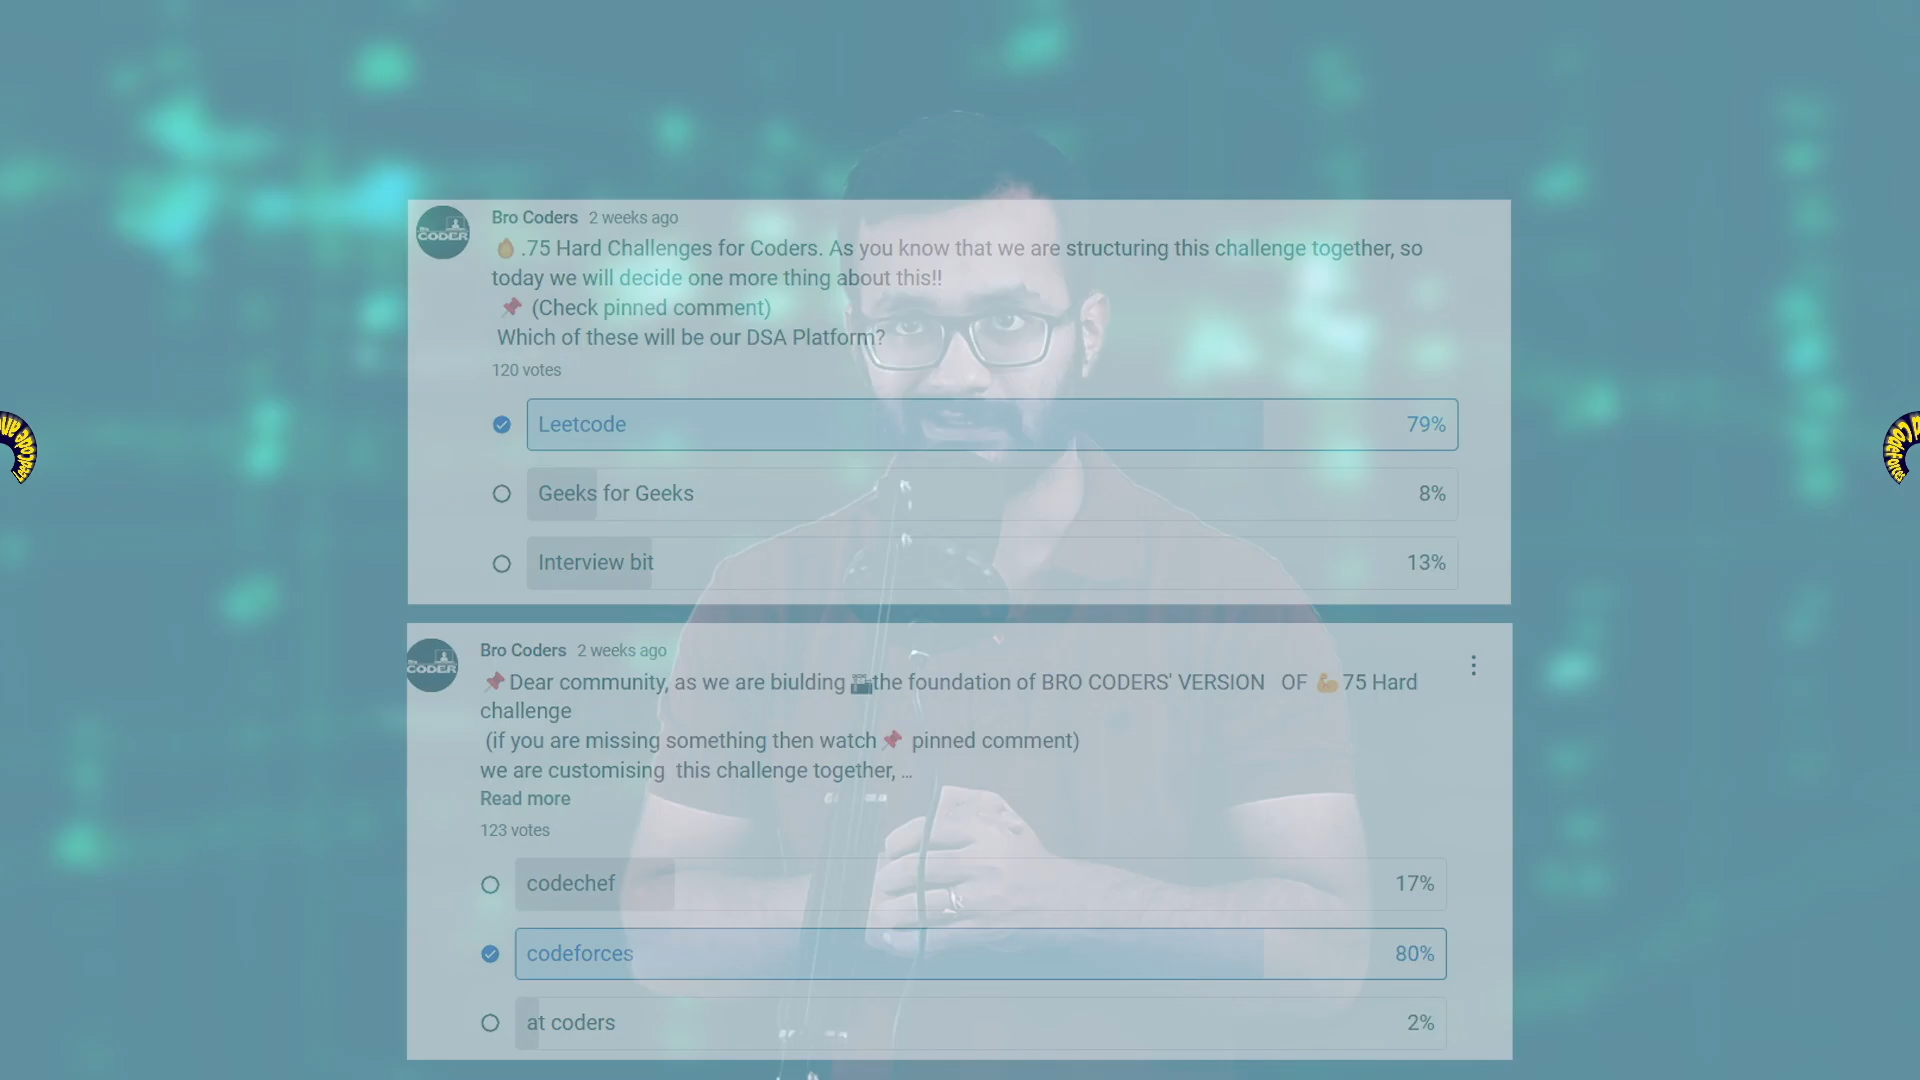 Bro Coders 2 weeks ago
🔥.75 Hard Challenges for Coders. As you know that we are structuring this challenge together, so
today we will decide one more thing about this!!
📌 (Check pinned comment)
Which of these will be our DSA Platform?
120 votes
Leetcode 79%
Geeks for Geeks 8%
Interview bit 13%
CODER
Bro Coders 2 weeks ago
📌Dear community, as we are biulding the foundation of BRO CODERS' VERSION OF 💪75 Hard
challenge
(if you are missing something then watch📌 pinned comment)
we are customising this challenge together, ...
Read more
123 votes
codechef 17%
codeforces 80%
at coders 2%
CODER